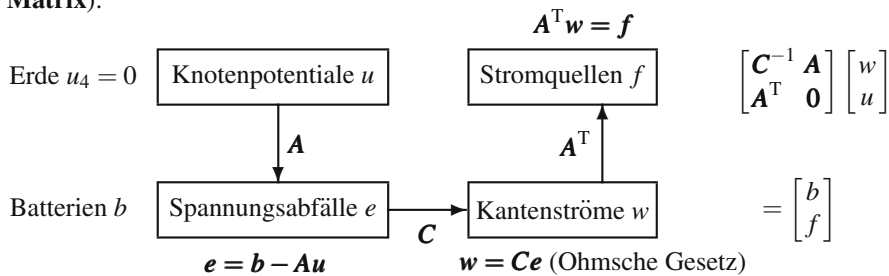 Matrix).
A^T w = f
Erde u_4 = 0
Knotenpotentiale u
Stromquellen f
[C^{-1} A; A^T 0] [w; u]
A
A^T
Batterien b
Spannungsabfälle e
C
Kantenströme w
= [b; f]
e = b − Au
w = Ce (Ohmsche Gesetz)